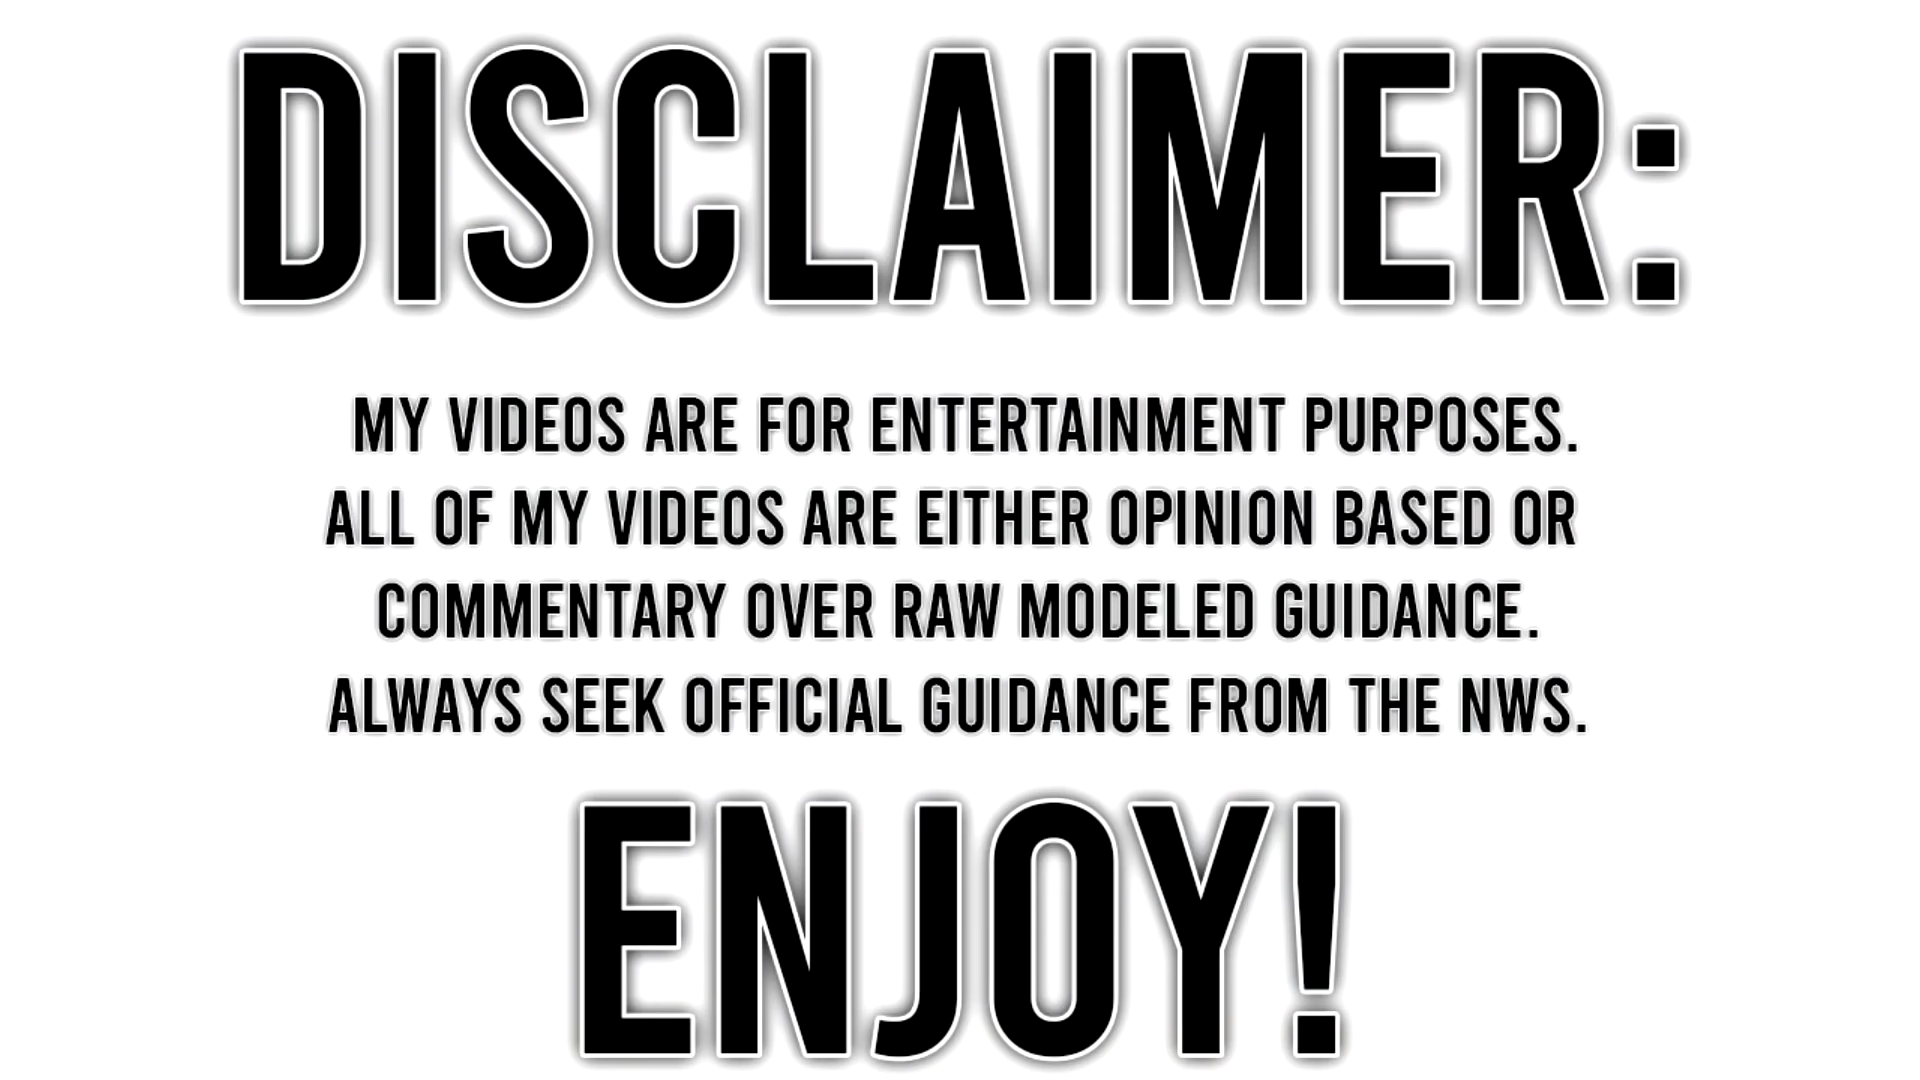 DISCLAIMER:
MY VIDEOS ARE FOR ENTERTAINMENT PURPOSES.
ALL OF MY VIDEOS ARE EITHER OPINION BASED OR
COMMENTARY OVER RAW MODELED GUIDANCE.
ALWAYS SEEK OFFICIAL GUIDANCE FROM THE NWS.
ENJOY!